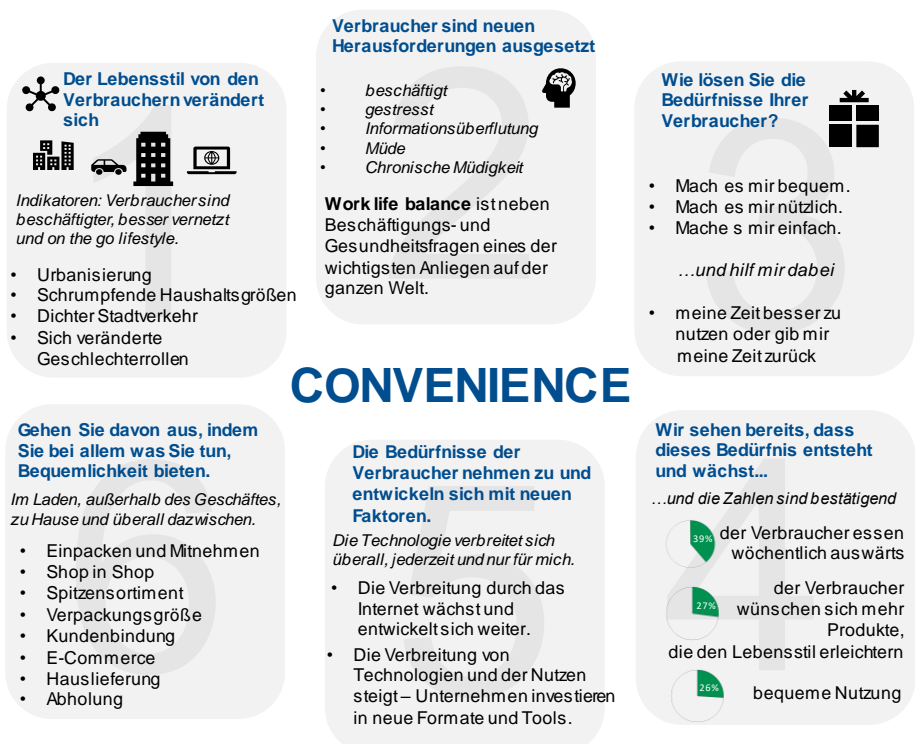 1
Der Lebensstil von den
Verbrauchern verändert
sich
Indikatoren: Verbraucher sind
beschäftigter, besser vernetzt
und on the go lifestyle.
• Urbanisierung
• Schrumpfende Haushaltsgrößen
• Dichter Stadtverkehr
• Sich veränderte
Geschlechterrollen
2
Verbraucher sind neuen
Herausforderungen ausgesetzt
• beschäftigt
• gestresst
• Informationsüberflutung
• Müde
• Chronische Müdigkeit
Work life balance ist neben
Beschäftigungs- und
Gesundheitsfragen eines der
wichtigsten Anliegen auf der
ganzen Welt.
3
Wie lösen Sie die
Bedürfnisse Ihrer
Verbraucher?
• Mach es mir bequem.
• Mach es mir nützlich.
• Mache s mir einfach.
…und hilf mir dabei
• meine Zeit besser zu
nutzen oder gib mir
meine Zeit zurück
CONVENIENCE
4
Wir sehen bereits, dass
dieses Bedürfnis entsteht
und wächst...
…und die Zahlen sind bestätigend
39% der Verbraucher essen
wöchentlich auswärts
der Verbraucher
27% wünschen sich mehr
Produkte,
die den Lebensstil erleichtern
26% bequeme Nutzung
5
Die Bedürfnisse der
Verbraucher nehmen zu und
entwickeln sich mit neuen
Faktoren.
Die Technologie verbreitet sich
überall, jederzeit und nur für mich.
• Die Verbreitung durch das
Internet wächst und
entwickelt sich weiter.
• Die Verbreitung von
Technologien und der Nutzen
steigt – Unternehmen investieren
in neue Formate und Tools.
6
Gehen Sie davon aus, indem
Sie bei allem was Sie tun,
Bequemlichkeit bieten.
Im Laden, außerhalb des Geschäftes,
zu Hause und überall dazwischen.
• Einpacken und Mitnehmen
• Shop in Shop
• Spitzensortiment
• Verpackungsgröße
• Kundenbindung
• E-Commerce
• Hauslieferung
• Abholung